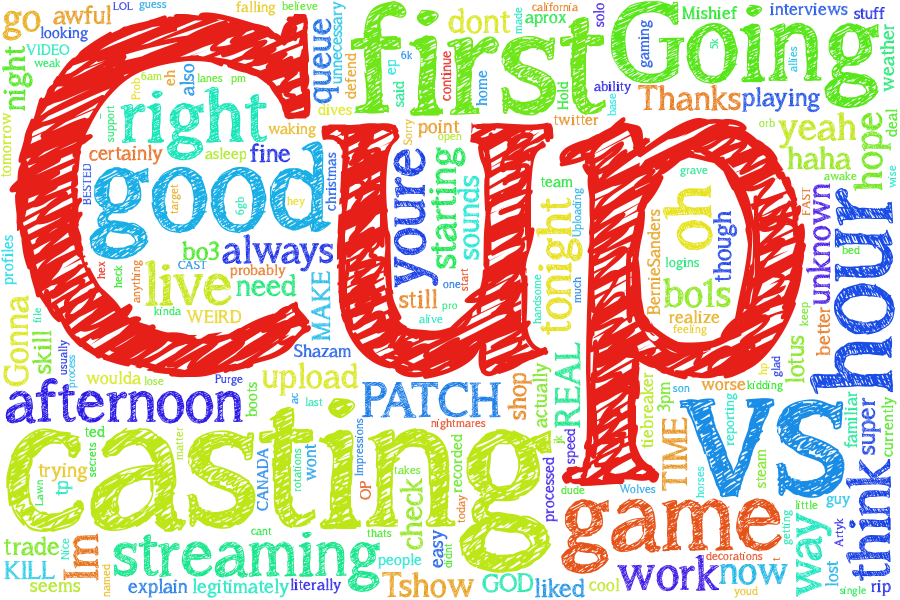 Cup
casting
first
Going
Vs
game
hour
good
right
live
streaming
afternoon
PATCH
think
work
now
way
Thanks
playing
yeah
haha
hope
go
awful
looking
LOL
guess
falling
believe
night
VIDEO
weak
tomorrow
also
eh
Prob
6am
lanes
pm
support
queue
unnecessary
defend
dives
waking
dont
aprox
made
california
solo
said
ep
6k
continue
home
Hold
twitter
base
ability
gaming
Mischief
5k
interviews
stuff
allies
Weather
deal
wise
orb
awake
certainly
asleep
fine
BESTED
target
6gb
hey
christmas
Sorry
point
open
youre
starting
sounds
team
Uploading
tonight
much
handsome
BernieSanders
grave
oh
though
logins
bols
realize
feeling
FAST
unknown
bed
keep
better
lotus
glad
hp
bo3
always
CAST
probably
hex
heck
anything
kinda
need
WEIRD
MAKE
Shazam
one
start
still
pro
alive
profiles
Gonna
file
skill
usually
process
woulda
lose
Purge
boots
ac
last
upload
nightmares
shop
actually
REAL
jk
speed
tiebreaker
3pm
son
worse
kidding
TIME
reporting
horses
steam
familiar
super
currently
guy
little
getting
Artyk
lost
single
rip
ted
secrets
trying
tp
Lawn
matter
CANADA
rotations
wont
Impressions
OP
takes
check
recorded
today
easy
didnt
processed
dude
Wolves
trade
KILL
seems
Im
Nice
named
cant
thats
people
explain
legitimately
literally
Tshow
GOD
liked
cool
decorations
youd
t